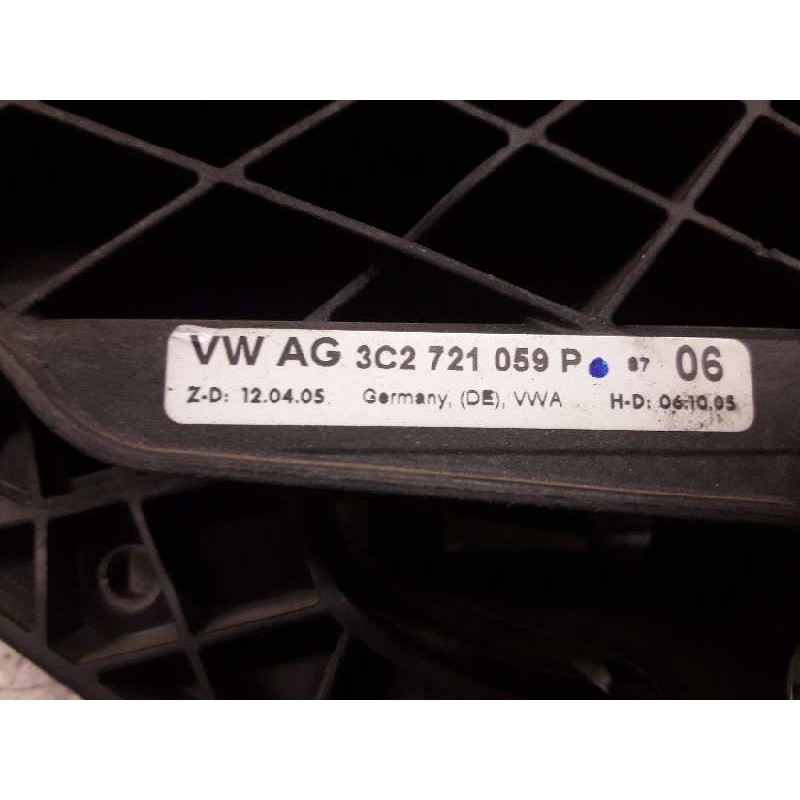 VW AG 3C2 721 059 P 87 06
Z-D: 12.04.05 Germany, (DE), VWA H-D: 06.10.05